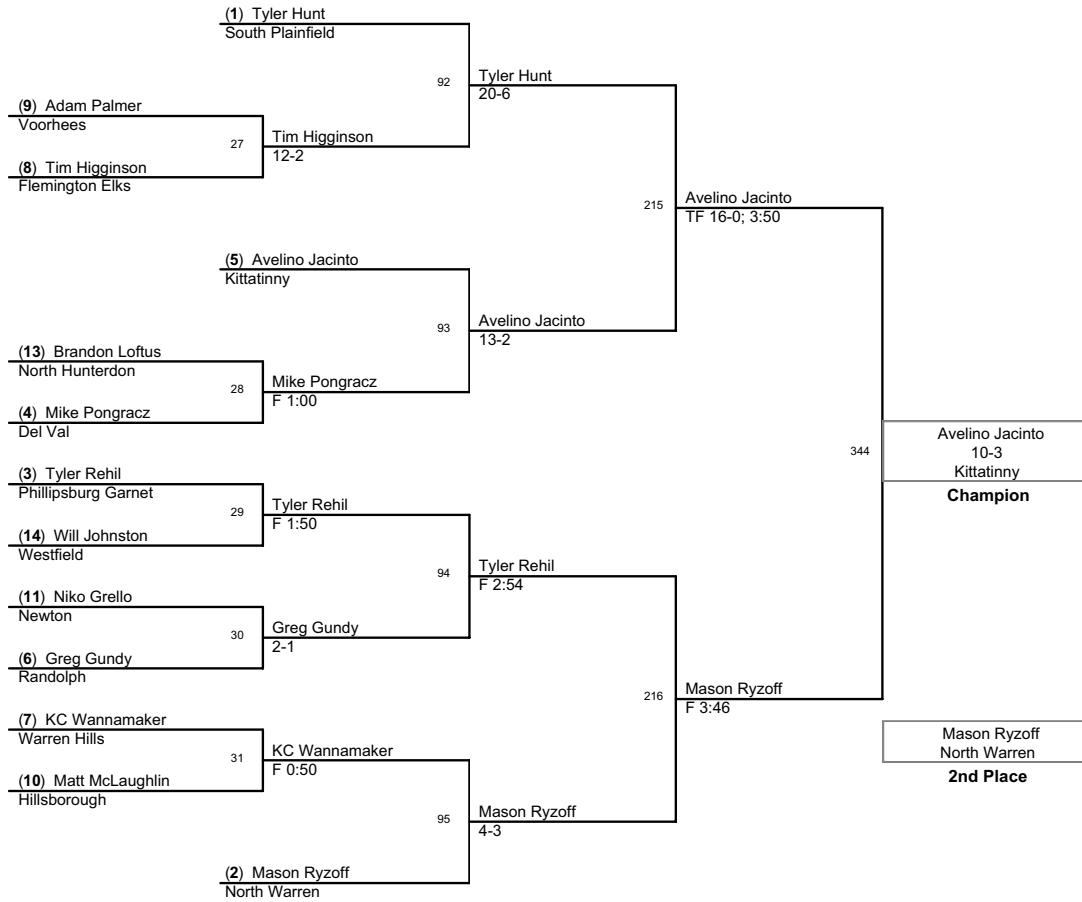 (1) Tyler Hunt
South Plainfield
92
Tyler Hunt
20-6
(9) Adam Palmer
Voorhees
27
Tim Higginson
12-2
(8) Tim Higginson
Flemington Elks
215
Avelino Jacinto
TF 16-0; 3:50
(5) Avelino Jacinto
Kittatinny
93
Avelino Jacinto
13-2
(13) Brandon Loftus
North Hunterdon
28
Mike Pongracz
F 1:00
(4) Mike Pongracz
Del Val
344
Avelino Jacinto
10-3
Kittatinny
Champion
(3) Tyler Rehil
Phillipsburg Garnet
29
Tyler Rehil
F 1:50
(14) Will Johnston
Westfield
94
Tyler Rehil
F 2:54
(11) Niko Grello
Newton
30
Greg Gundy
2-1
(6) Greg Gundy
Randolph
216
Mason Ryzoff
F 3:46
(7) KC Wannamaker
Warren Hills
31
KC Wannamaker
F 0:50
(10) Matt McLaughlin
Hillsborough
95
Mason Ryzoff
4-3
(2) Mason Ryzoff
North Warren
Mason Ryzoff
North Warren
2nd Place